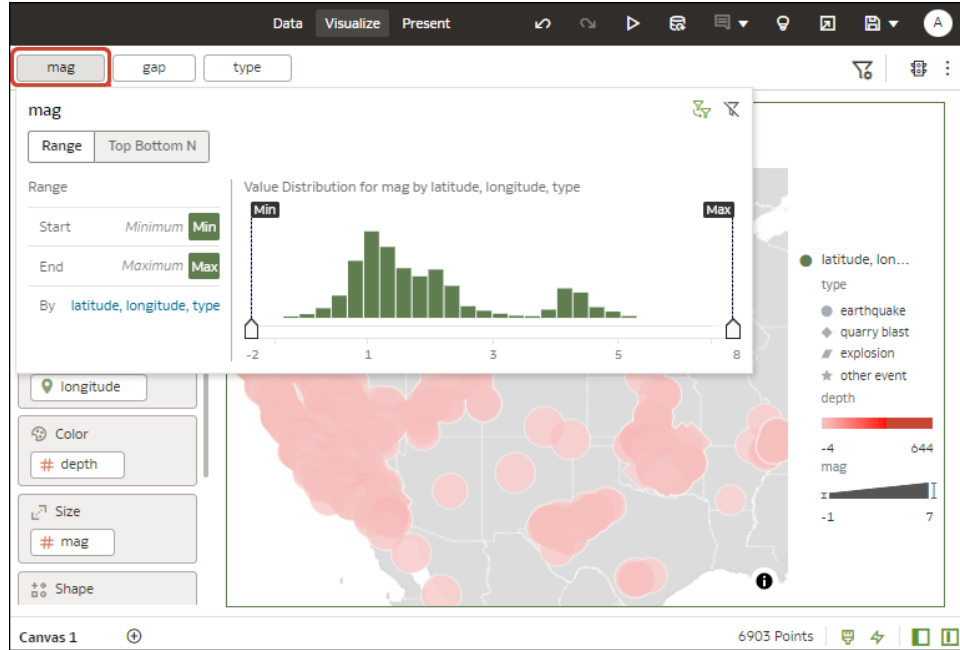 Data Visualize Present A
mag gap type
mag
Range Top Bottom N
Range
Start Minimum Min
End Maximum Max
By latitude, longitude, type
Value Distribution for mag by latitude, longitude, type
Min Max
-2 1 3 5 8
longitude
Color
# depth
Size
# mag
Shape
latitude, lon...
type
earthquake
quarry blast
explosion
other event
depth
-4 644
mag
-1 7
Canvas 1
6903 Points